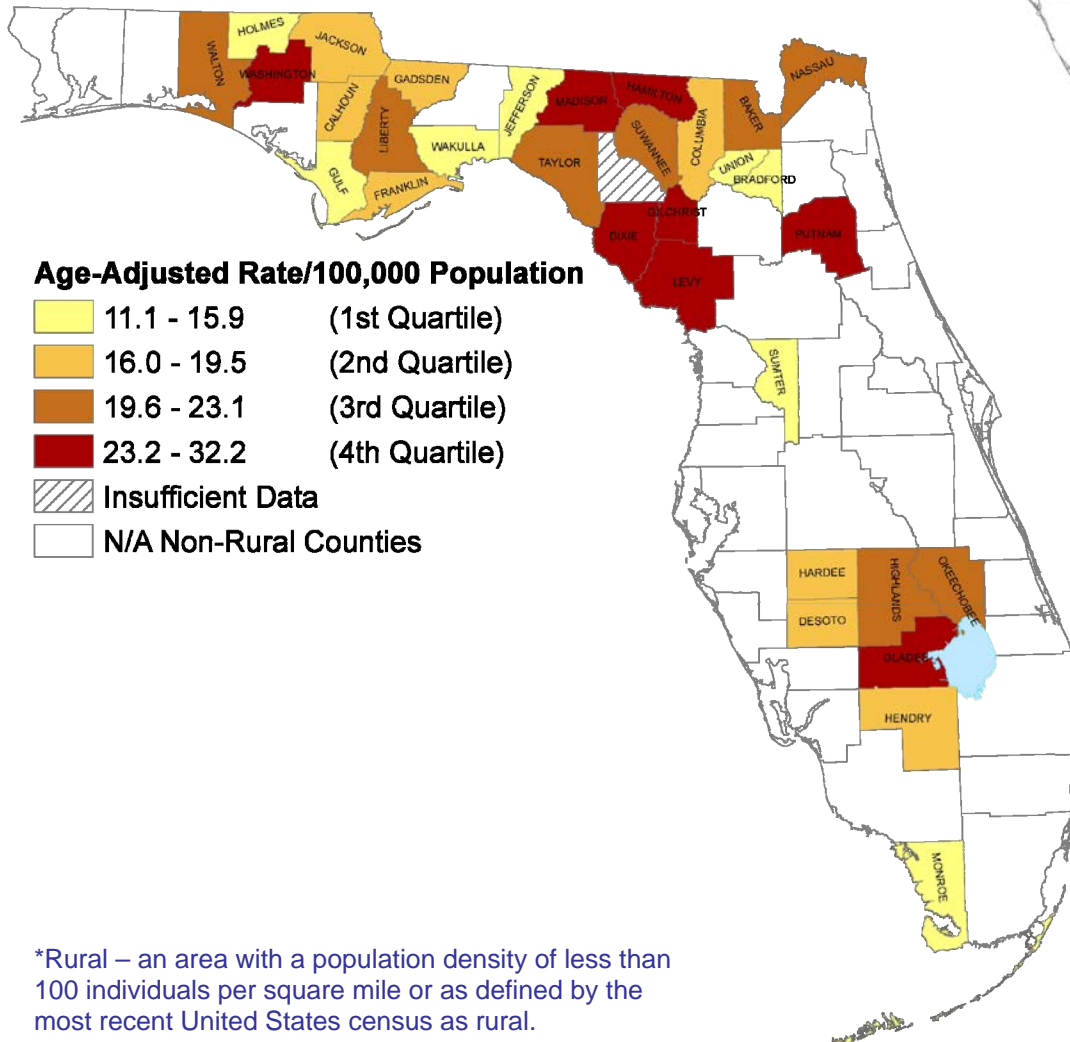 HOLMES
JACKSON
WALTON
WASHINGTON
GADSDEN
CALHOUN
LIBERTY
JEFFERSON
MADISON
HAMILTON
NASSAU
BAKER
COLUMBIA
SUWANNEE
WAKULLA
TAYLOR
UNION
BRADFORD
GULF
FRANKLIN
GILCHRIST
DIXIE
PUTNAM
LEVY
Age-Adjusted Rate/100,000 Population
11.1 - 15.9 (1st Quartile)
16.0 - 19.5 (2nd Quartile)
19.6 - 23.1 (3rd Quartile)
23.2 - 32.2 (4th Quartile)
Insufficient Data
N/A Non-Rural Counties
SUMTER
HARDEE
HIGHLANDS
OKEECHOBEE
DESOTO
GLADES
HENDRY
MONROE
*Rural – an area with a population density of less than
100 individuals per square mile or as defined by the
most recent United States census as rural.